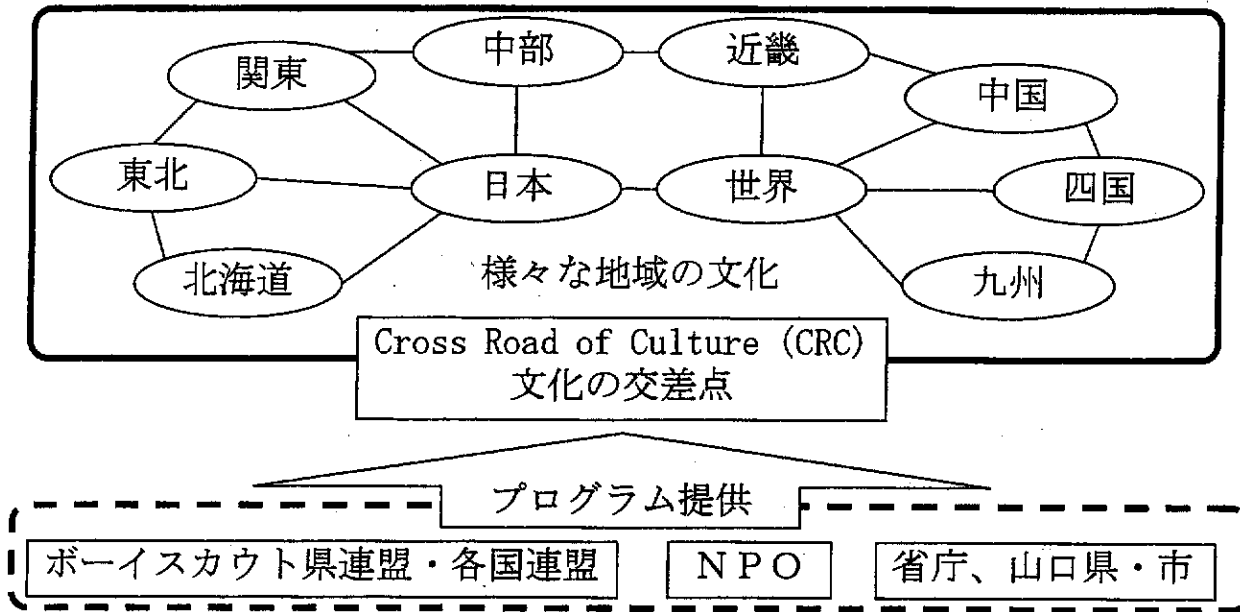 中部
近畿
関東
中国
東北
日本
世界
四国
北海道
様々な地域の文化
九州
Cross Road of Culture (CRC)
文化の交差点
プログラム提供
ボーイスカウト県連盟・各国連盟
NPO
省庁、山口県・市